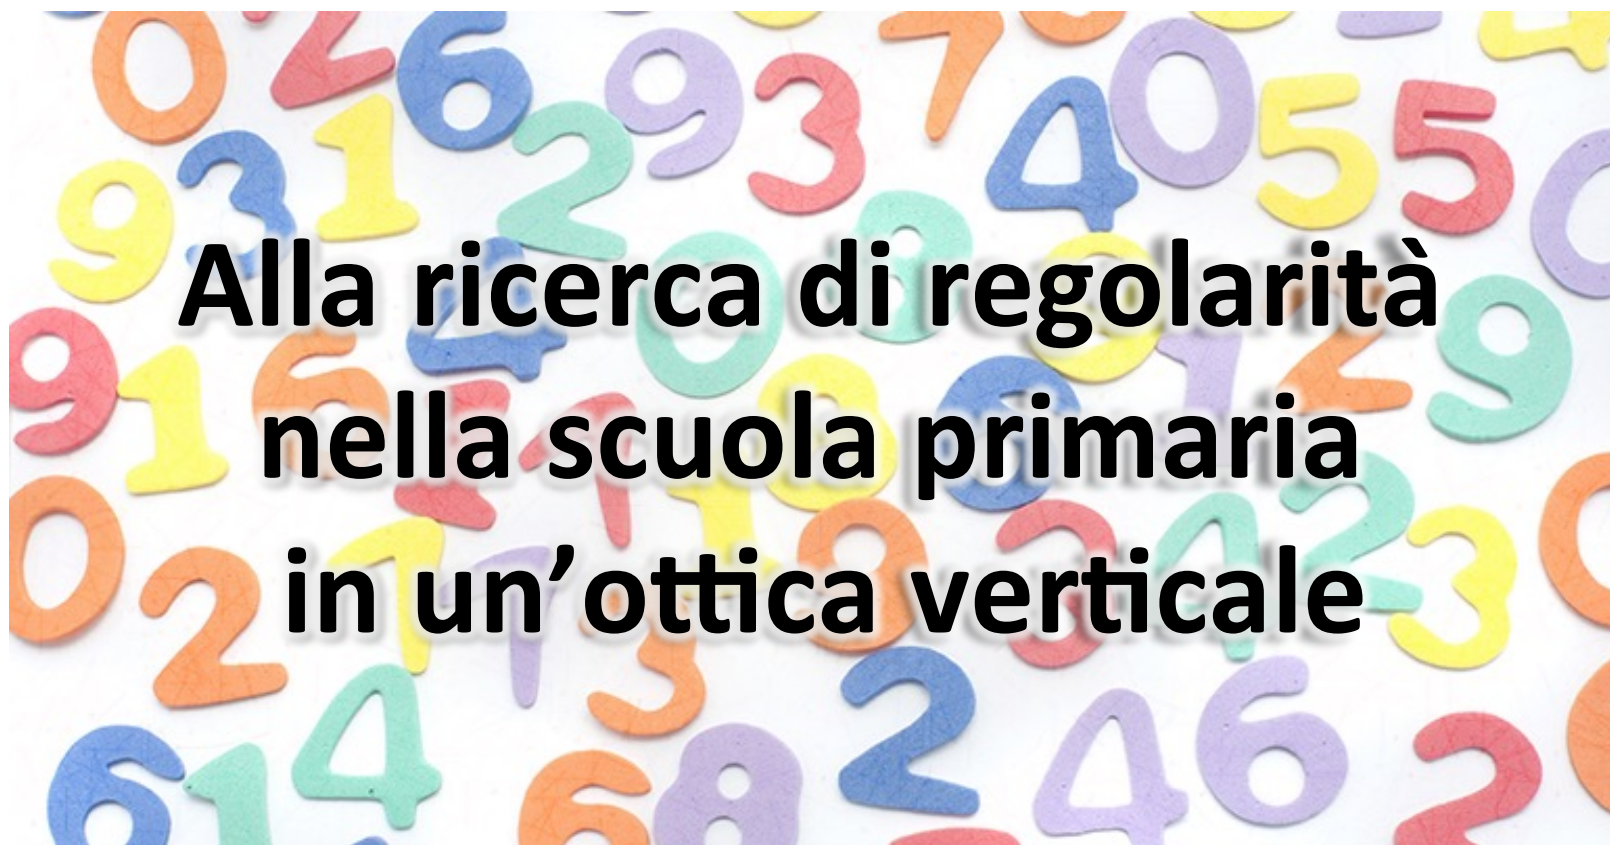 Alla ricerca di regolarità
nella scuola primaria
in un’ottica verticale